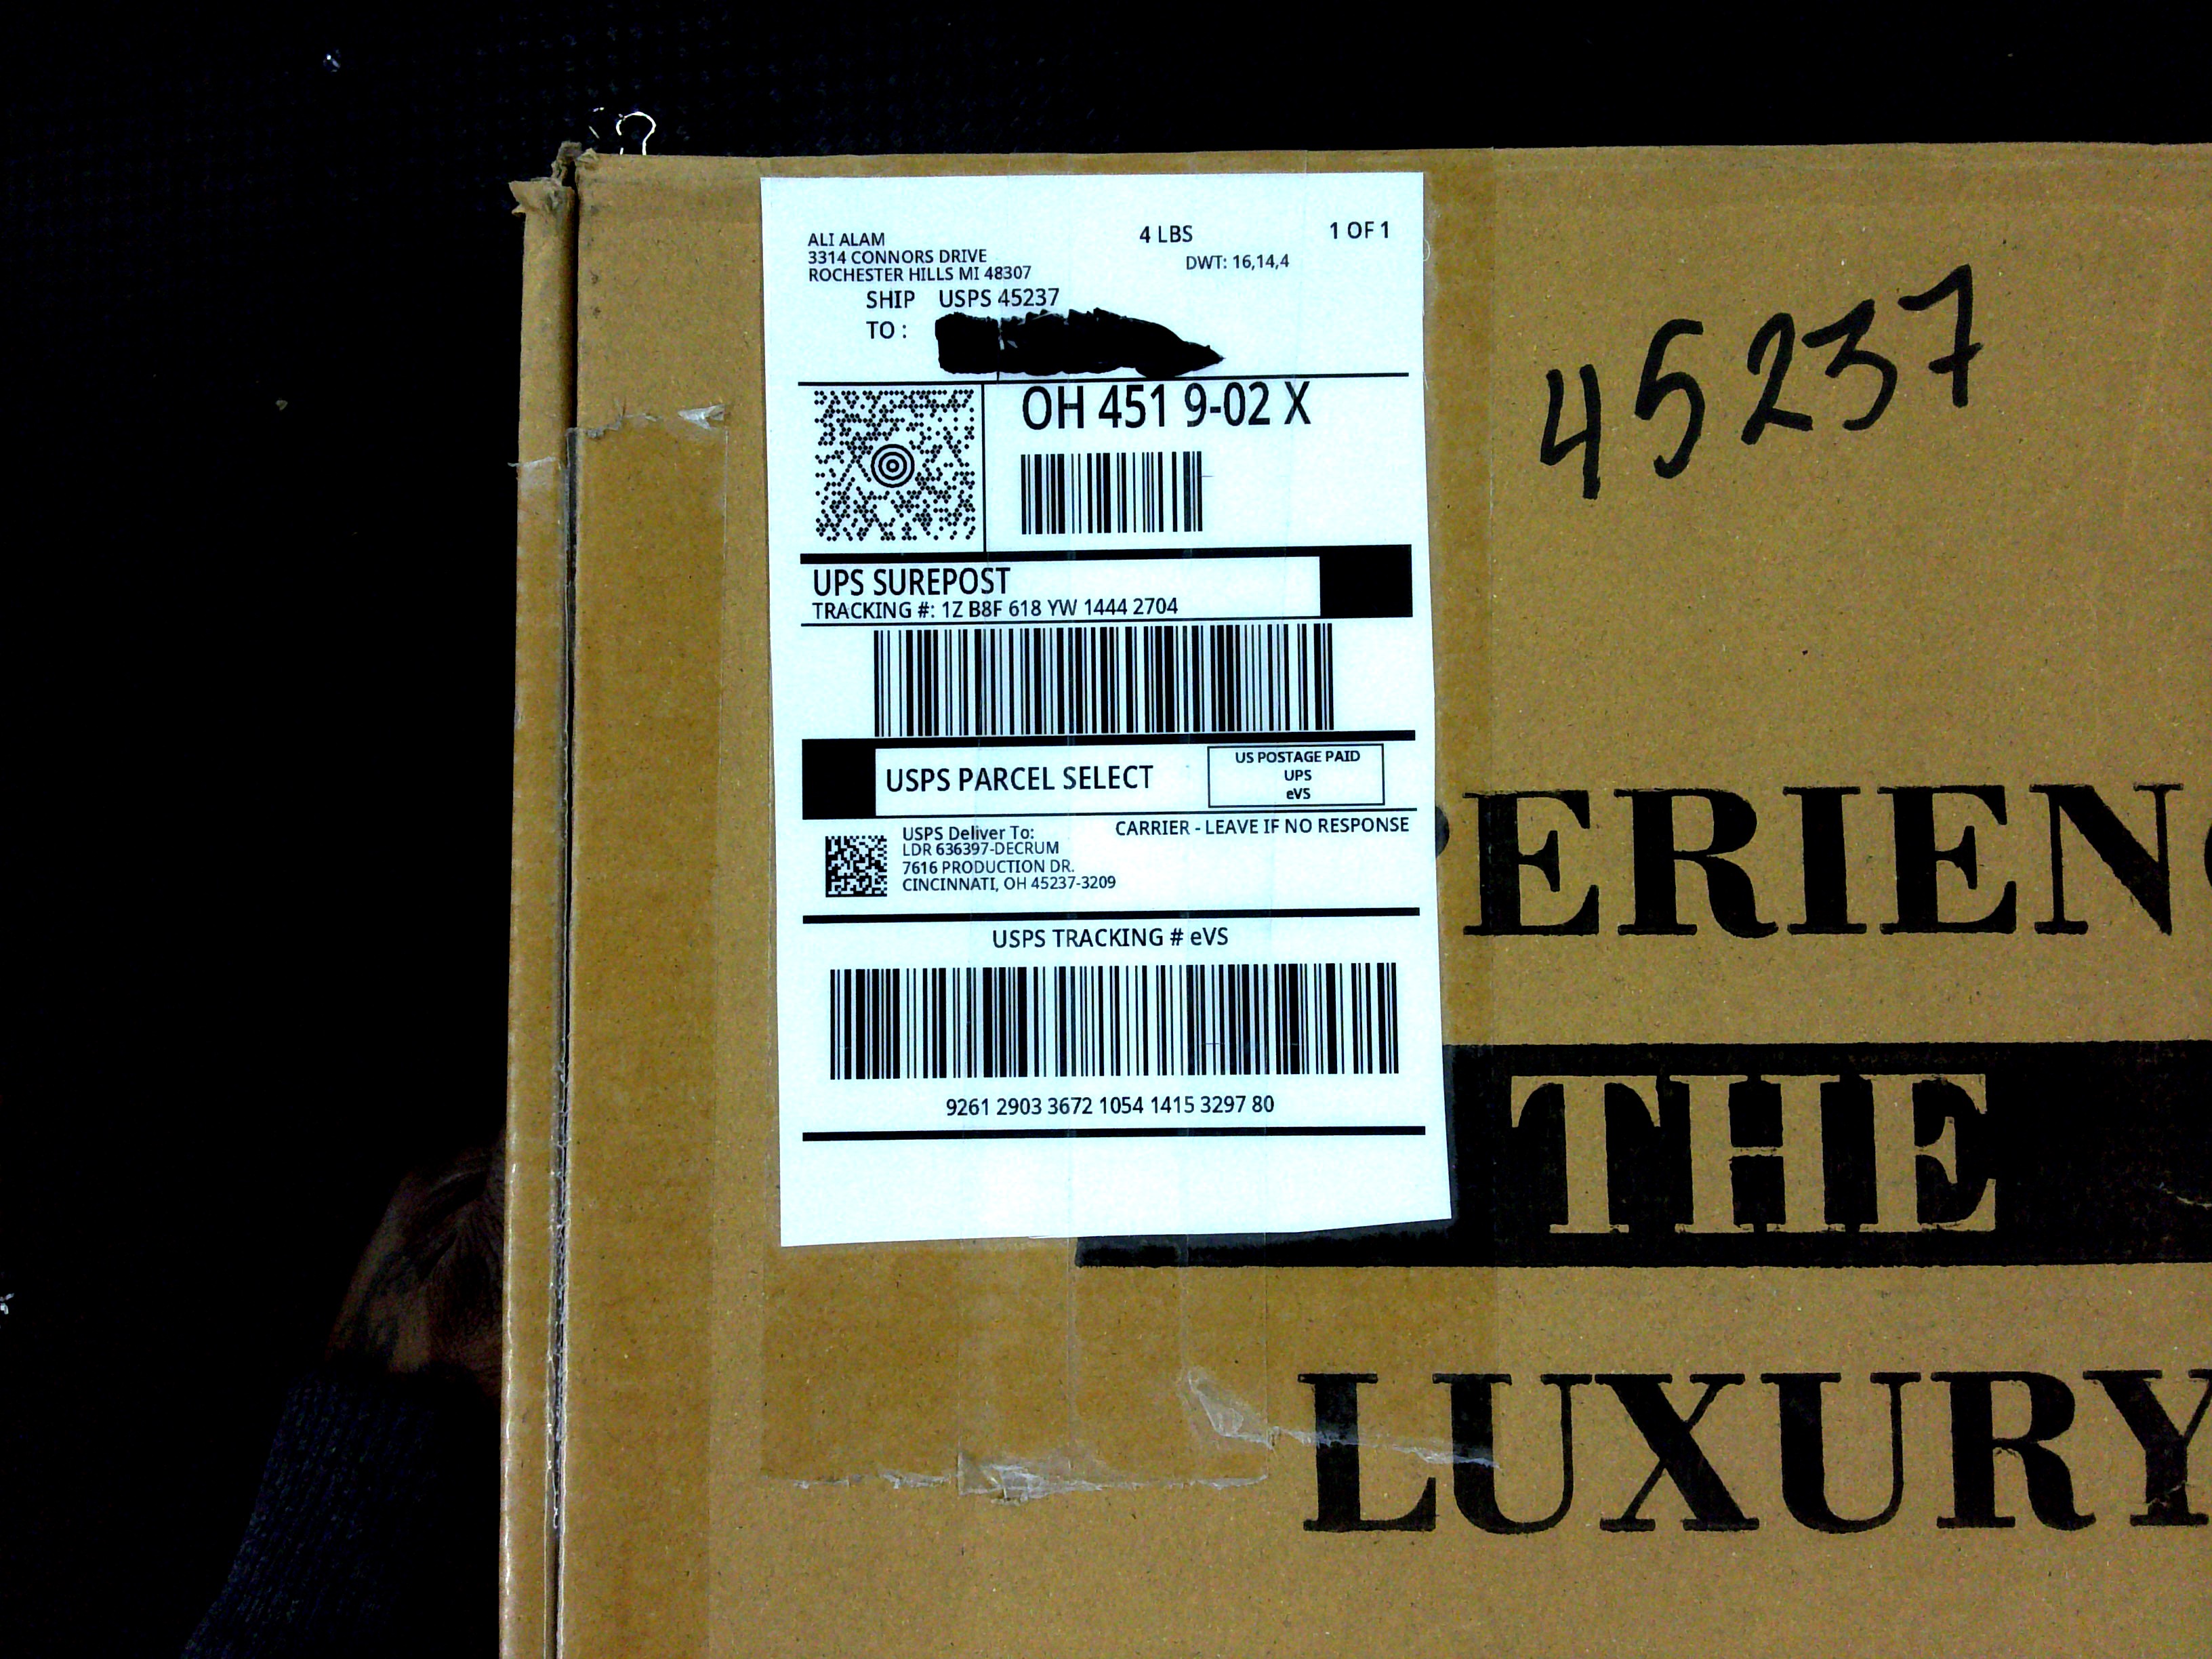 ALI ALAM
3314 CONNORS DRIVE
ROCHESTER HILLS MI 48307
4 LBS
1 OF 1
DWT: 16,14,4
SHIP USPS 45237
TO :
OH 451 9-02 X
UPS SUREPOST
TRACKING #: 1Z B8F 618 YW 1444 2704
USPS PARCEL SELECT
US POSTAGE PAID
UPS
eVS
CARRIER - LEAVE IF NO RESPONSE
USPS Deliver To:
LDR 636397-DECRUM
7616 PRODUCTION DR.
CINCINNATI, OH 45237-3209
USPS TRACKING # eVS
9261 2903 3672 1054 1415 3297 80
45237
ERIEN
THE
LUXURY